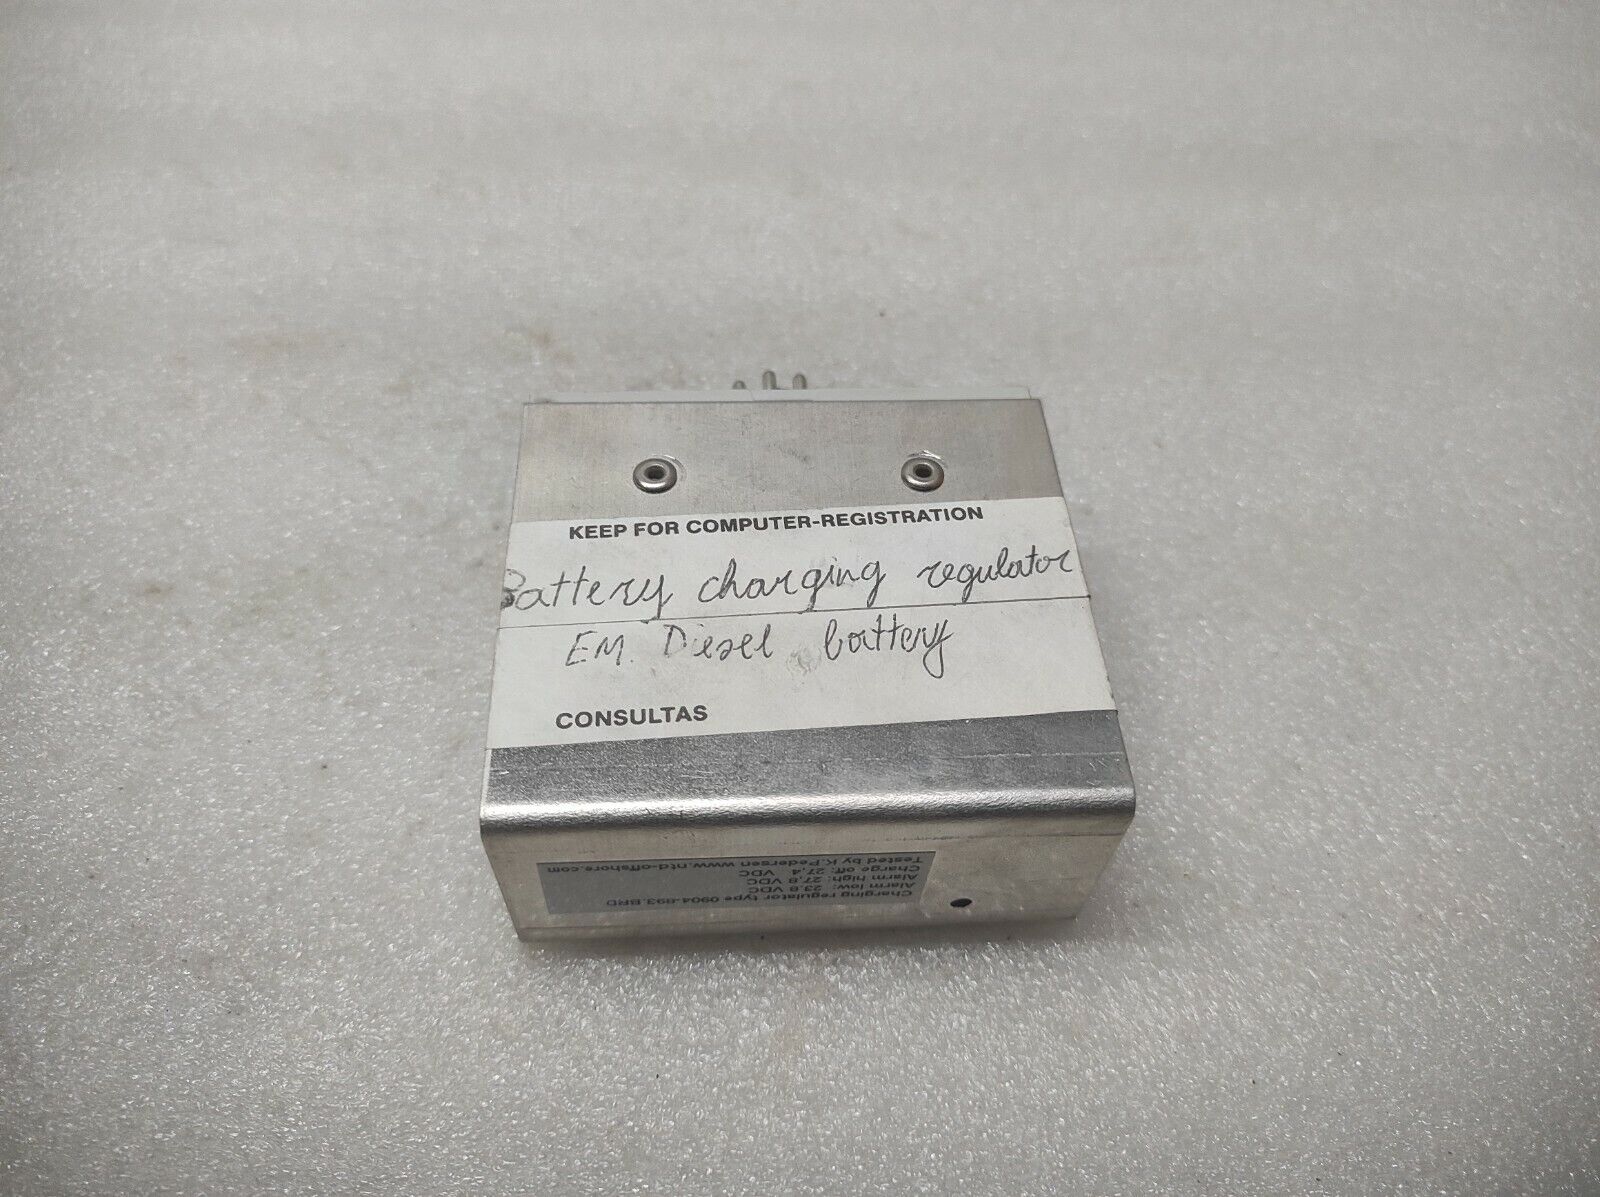 KEEP FOR COMPUTER-REGISTRATION
Battery charging regulator
EM. Diesel battery
CONSULTAS
Charging regulator type 0904-893.BRD
Alarm low: 23,8 VDC
Alarm high: 27,8 VDC
Charge off: 27,4 VDC
Tested by K.Pedersen www.ntd-offshore.com